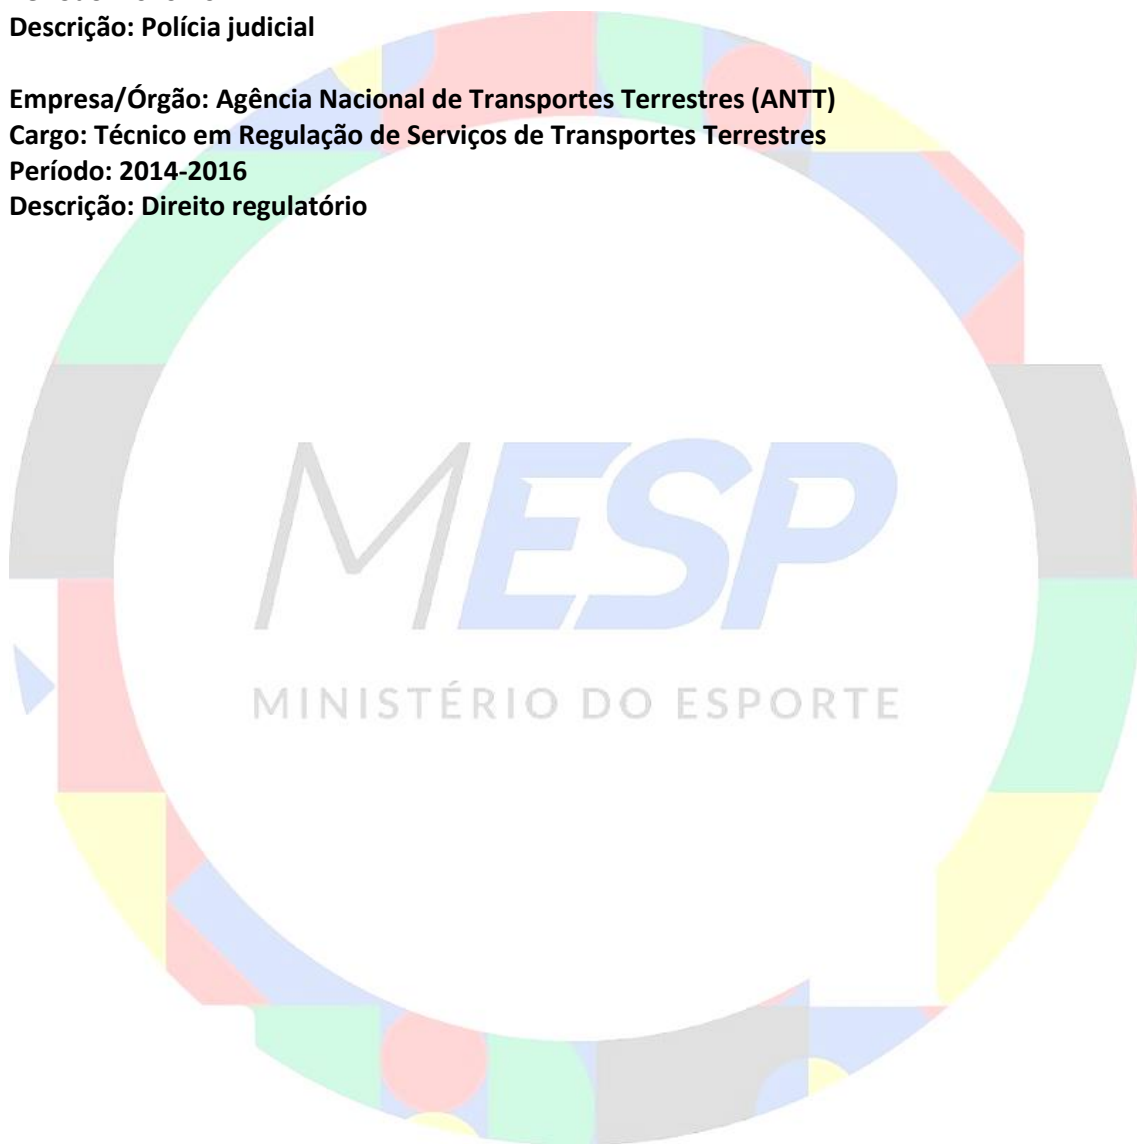 Descrição: Polícia judicial
Empresa/Órgão: Agência Nacional de Transportes Terrestres (ANTT)
Cargo: Técnico em Regulação de Serviços de Transportes Terrestres
Período: 2014-2016
Descrição: Direito regulatório
MESP
MINISTÉRIO DO ESPORTE